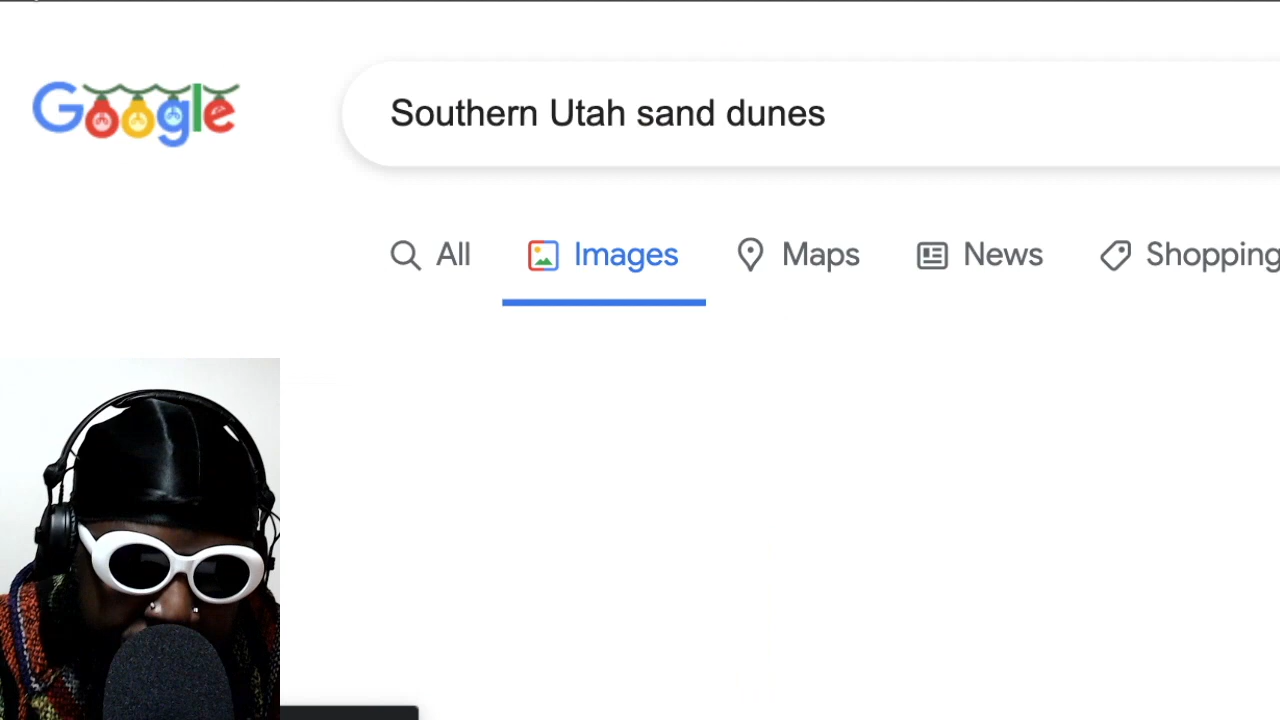 Google
Southern Utah sand dunes
All
Images
Maps
News
Shopping